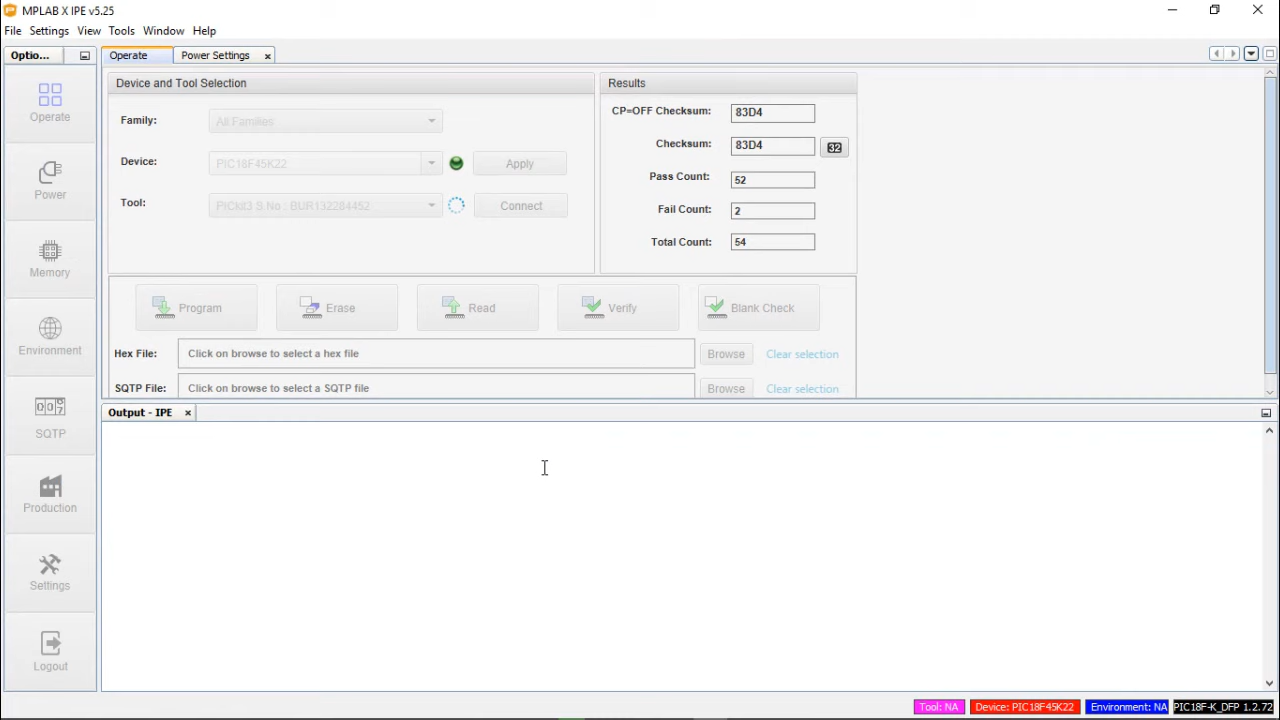 MPLAB X IPE v5.25
File Settings View Tools Window Help
Optio...
Operate
Power Settings
Operate
Power
Memory
Environment
SQTP
Production
Settings
Logout
Device and Tool Selection
Family: All Families
Device: PIC18F45K22 Apply
Tool: PICkit3 S.No : BUR132284452 Connect
Results
CP=OFF Checksum: 83D4
Checksum: 83D4 32
Pass Count: 52
Fail Count: 2
Total Count: 54
Program Erase Read Verify Blank Check
Hex File: Click on browse to select a hex file Browse Clear selection
SQTP File: Click on browse to select a SQTP file Browse Clear selection
Output - IPE
Tool: NA Device: PIC18F45K22 Environment: NA PIC18F-K_DFP 1.2.72